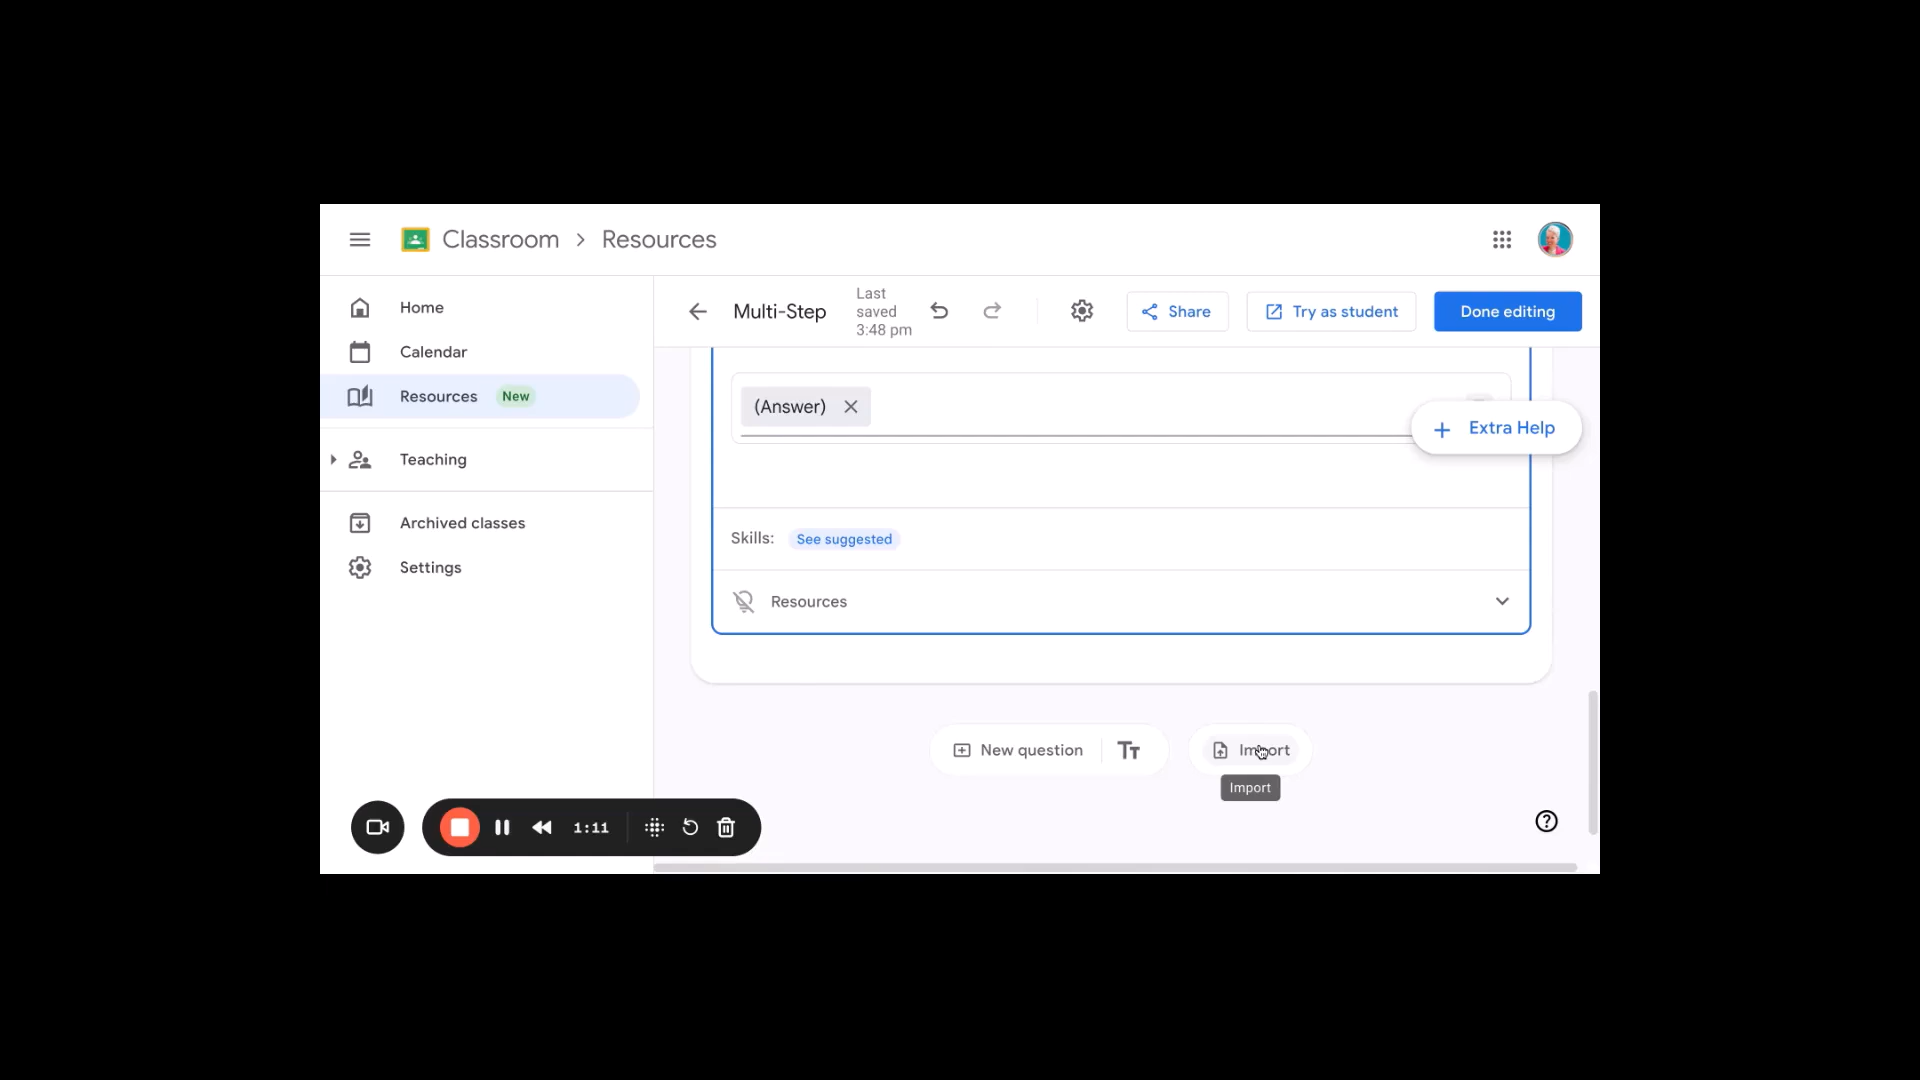 Classroom > Resources
Home
Calendar
Resources New
Teaching
Archived classes
Settings
Multi-Step
Last
saved
3:48 pm
Share
Try as student
Done editing
(Answer)
+ Extra Help
Skills: See suggested
Resources
New question Tт
Import
Import
1:11